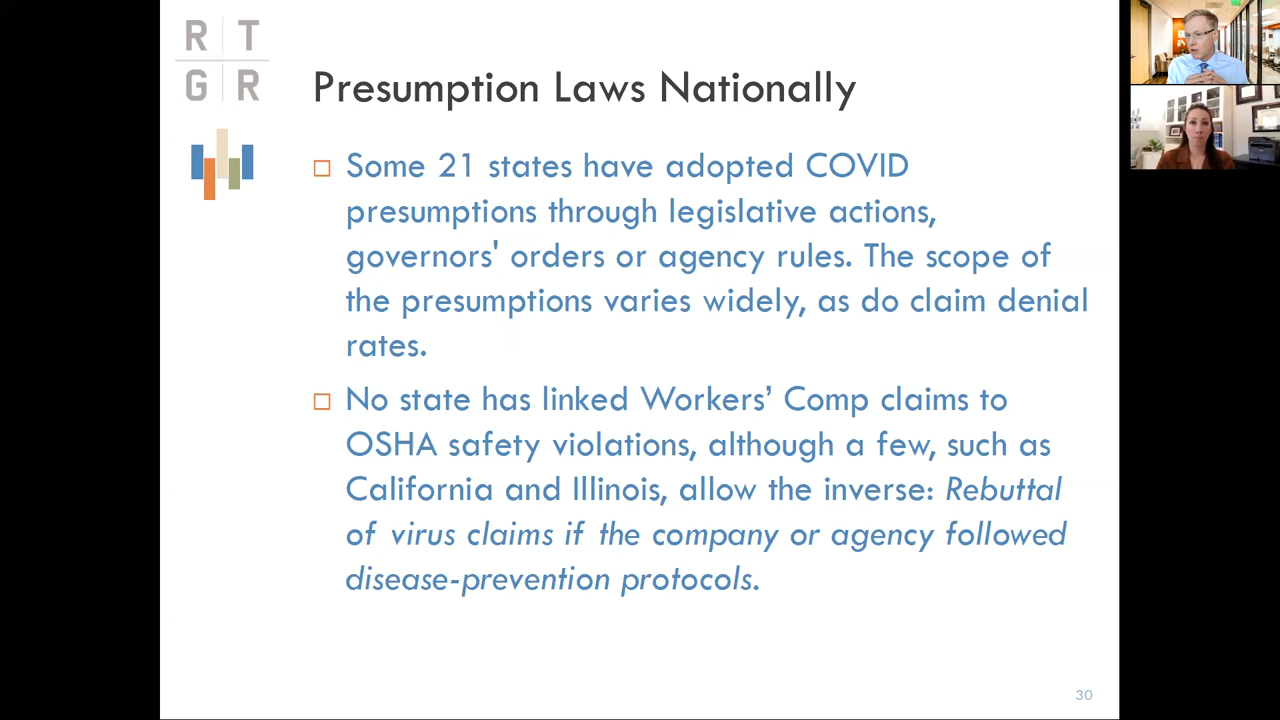 R T
G R
Presumption Laws Nationally
Some 21 states have adopted COVID
presumptions through legislative actions,
governors' orders or agency rules. The scope of
the presumptions varies widely, as do claim denial
rates.
No state has linked Workers’ Comp claims to
OSHA safety violations, although a few, such as
California and Illinois, allow the inverse: Rebuttal
of virus claims if the company or agency followed
disease-prevention protocols.
30